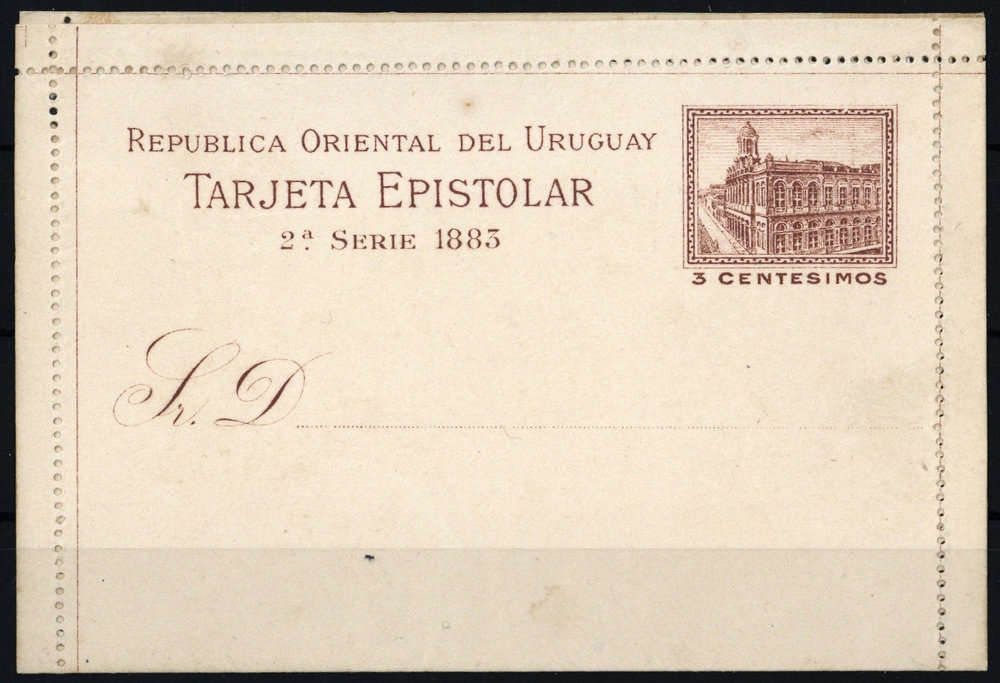 REPUBLICA ORIENTAL DEL URUGUAY
TARJETA EPISTOLAR
2ª SERIE 1883
3 CENTESIMOS
Sr. D